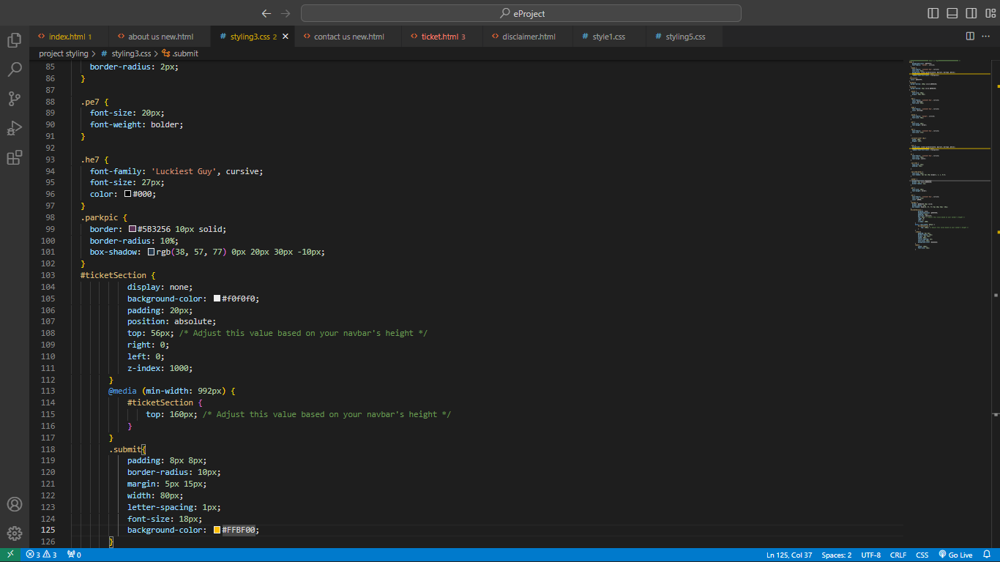 eProject
index.html 1
about us new.html
styling3.css 2
contact us new.html
ticket.html 3
disclaimer.html
style1.css
styling5.css
project styling > # styling3.css > .submit
85 border-radius: 2px;
86 }
87
88 .pe7 {
89 font-size: 20px;
90 font-weight: bolder;
91 }
92
93 .he7 {
94 font-family: 'Luckiest Guy', cursive;
95 font-size: 27px;
96 color: #000;
97 }
98 .parkpic {
99 border: #5B3256 10px solid;
100 border-radius: 10%;
101 box-shadow: rgb(38, 57, 77) 0px 20px 30px -10px;
102 }
103 #ticketSection {
104 display: none;
105 background-color: #f0f0f0;
106 padding: 20px;
107 position: absolute;
108 top: 56px; /* Adjust this value based on your navbar's height */
109 right: 0;
110 left: 0;
111 z-index: 1000;
112 }
113 @media (min-width: 992px) {
114 #ticketSection {
115 top: 160px; /* Adjust this value based on your navbar's height */
116 }
117 }
118 .submit{
119 padding: 8px 8px;
120 border-radius: 10px;
121 margin: 5px 15px;
122 width: 80px;
123 letter-spacing: 1px;
124 font-size: 18px;
125 background-color: #FFBF00;
126 }
3 3 0 Ln 125, Col 37 Spaces: 2 UTF-8 CRLF CSS Go Live